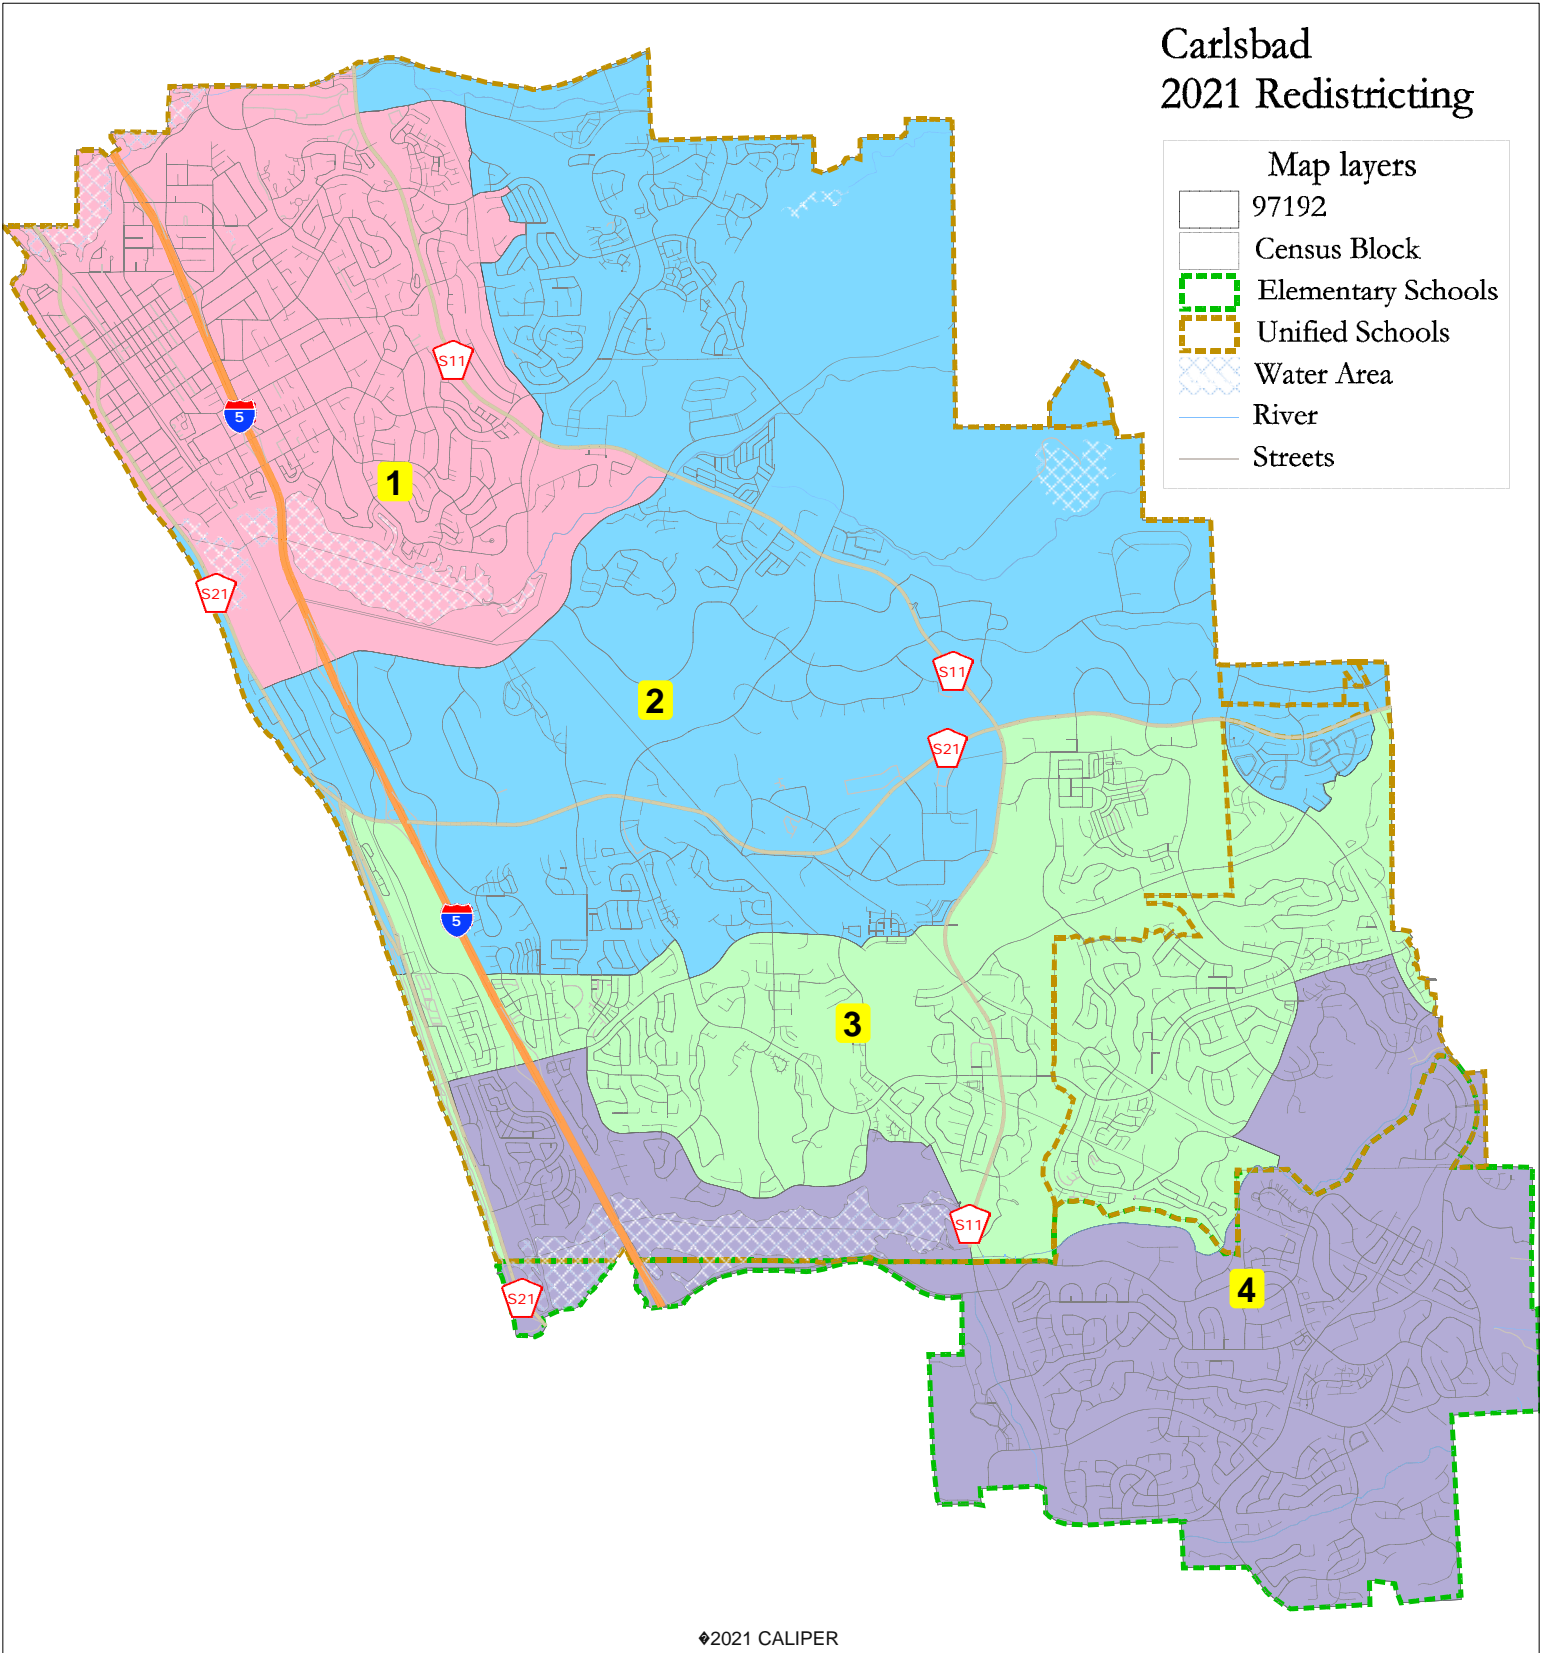 Carlsbad
2021 Redistricting
Map layers
97192
Census Block
Elementary Schools
Unified Schools
Water Area
River
Streets
S11
5
1
S21
S11
2
S21
5
3
S11
4
S21
�2021 CALIPER